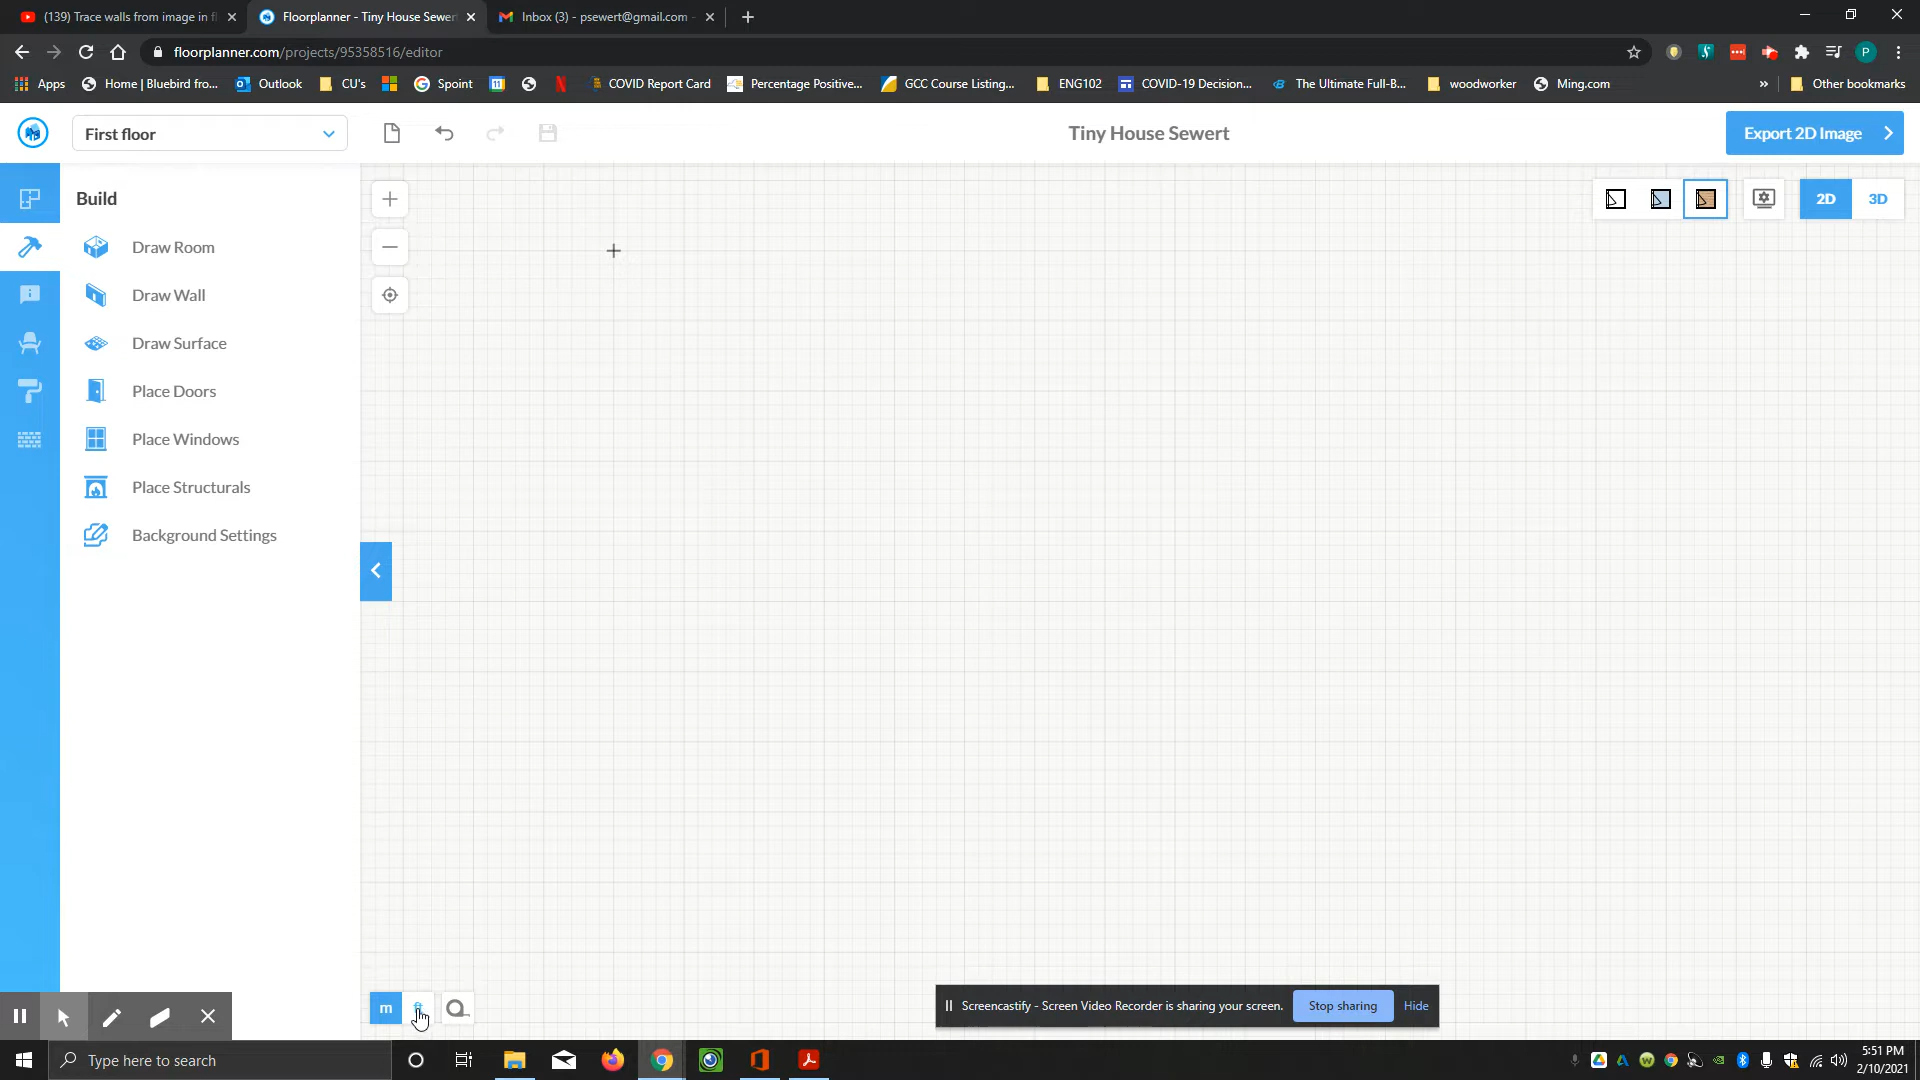 (139) Trace walls from image in fl
Floorplanner - Tiny House Sewert
Inbox (3) - psewert@gmail.com -
floorplanner.com/projects/95358516/editor
P
Apps
Home | Bluebird fro...
Outlook
CU's
Spoint
COVID Report Card
Percentage Positive...
GCC Course Listing...
ENG102
COVID-19 Decision...
The Ultimate Full-B...
woodworker
Ming.com
»
Other bookmarks
First floor
Tiny House Sewert
Export 2D Image
Build
2D
3D
Draw Room
Draw Wall
Draw Surface
Place Doors
Place Windows
Place Structurals
Background Settings
m
ft
Screencastify - Screen Video Recorder is sharing your screen.
Stop sharing
Hide
Type here to search
5:51 PM
2/10/2021